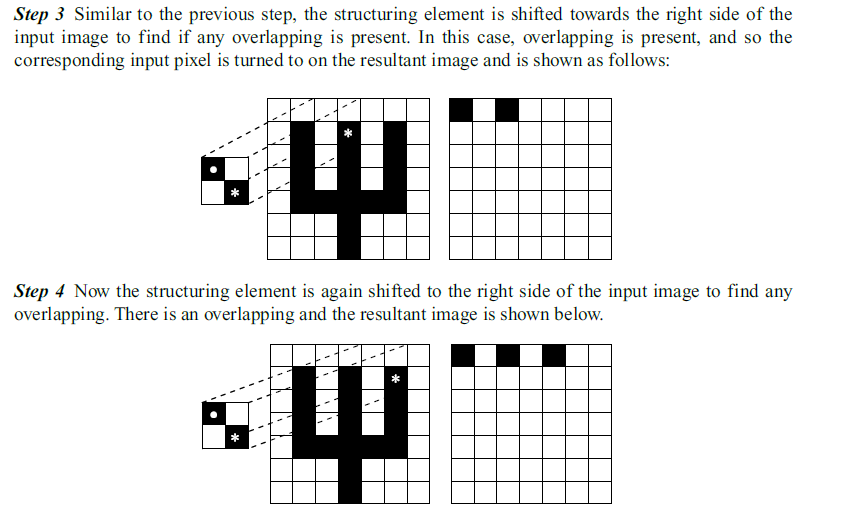 Step 3 Similar to the previous step, the structuring element is shifted towards the right side of the
input image to find if any overlapping is present. In this case, overlapping is present, and so the
corresponding input pixel is turned to on the resultant image and is shown as follows:
*
*
Step 4 Now the structuring element is again shifted to the right side of the input image to find any
overlapping. There is an overlapping and the resultant image is shown below.
*
*